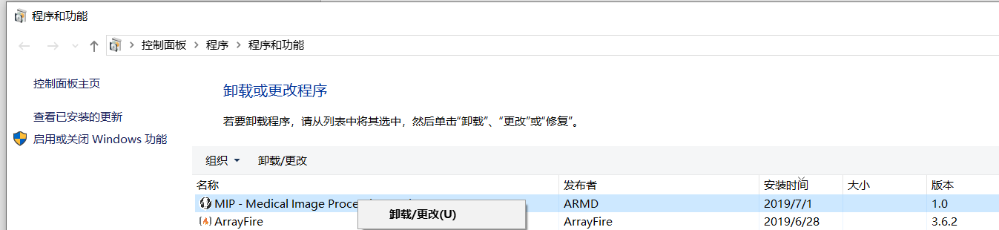 程序和功能
控制面板 程序 程序和功能
控制面板主页
卸载或更改程序
查看已安装的更新
若要卸载程序，请从列表中将其选中，然后单击“卸载”、“更改”或“修复”。
启用或关闭 Windows 功能
组织 卸载/更改
名称 发布者 安装时间 大小 版本
MIP - Medical Image ARMD 2019/7/1 1.0
卸载/更改(U)
ArrayFire ArrayFire 2019/6/28 3.6.2